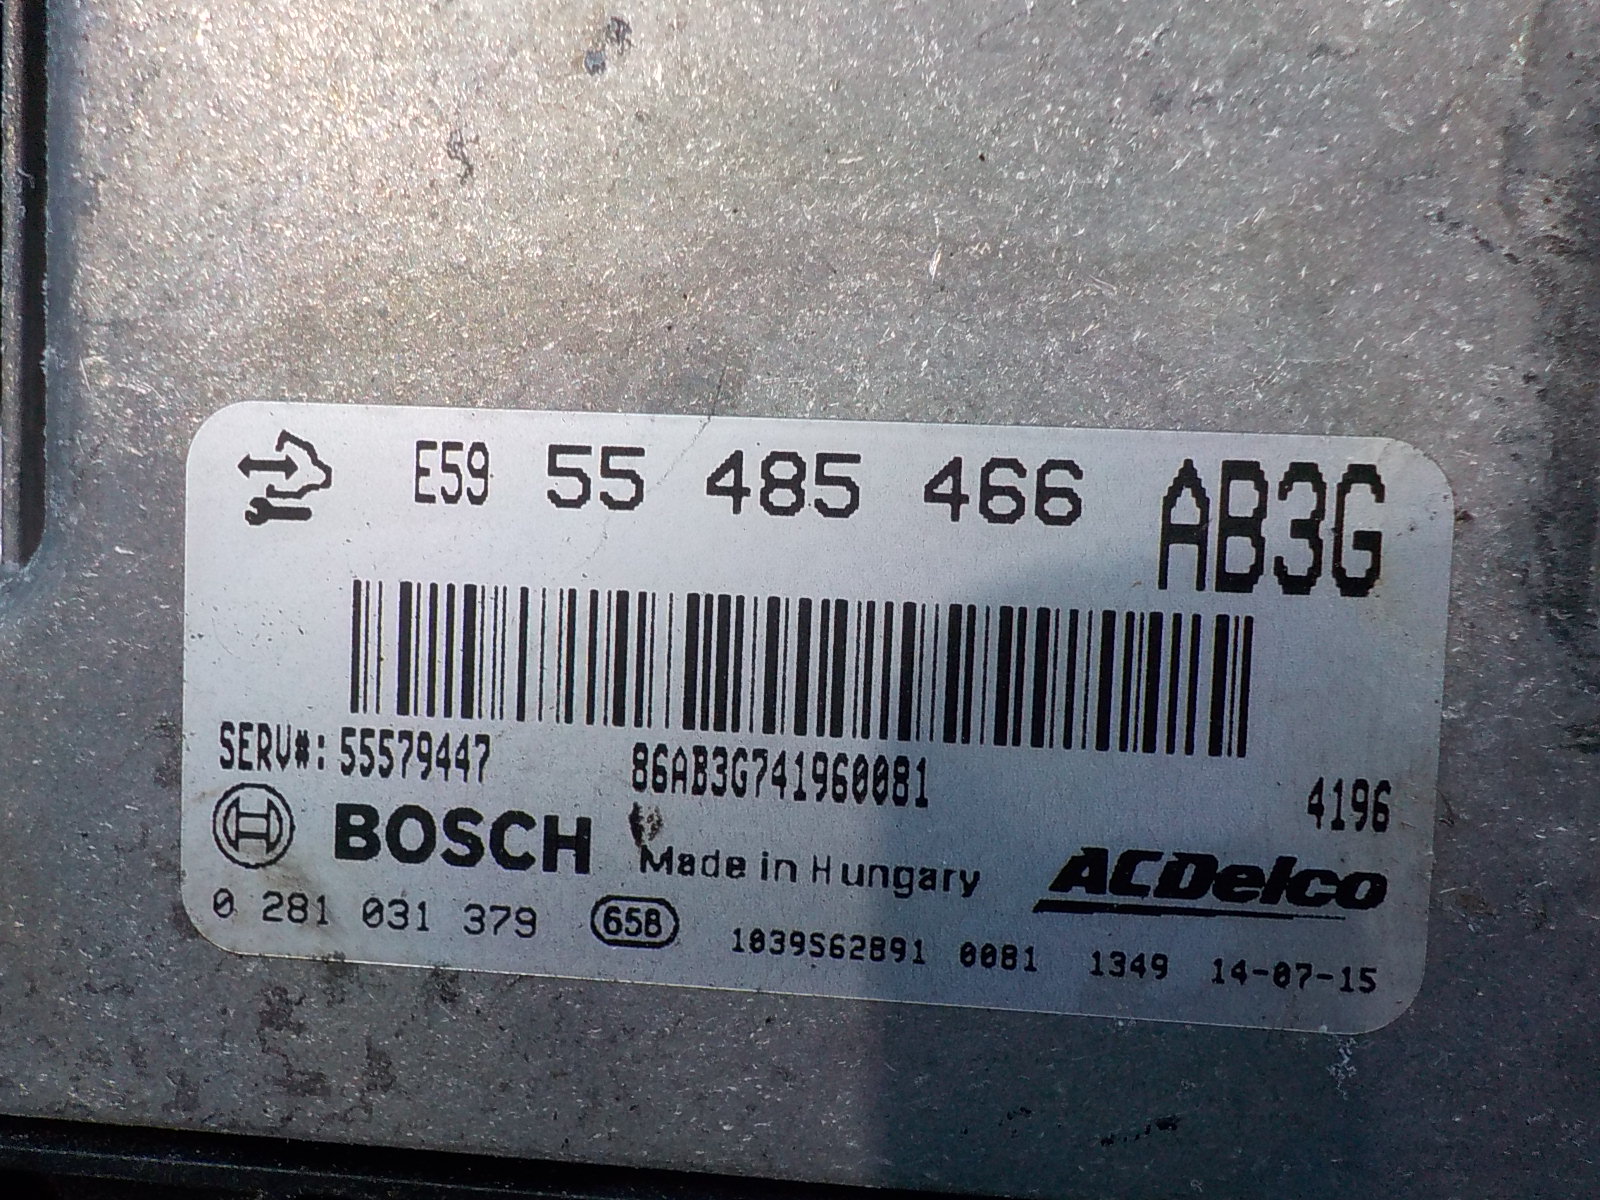 E59 55 485 466 AB3G
SERV#: 55579447 86AB3G741960081 4196
BOSCH Made in Hungary ACDelco
0 281 031 379 65B 1039S62891 0081 1349 14-07-15